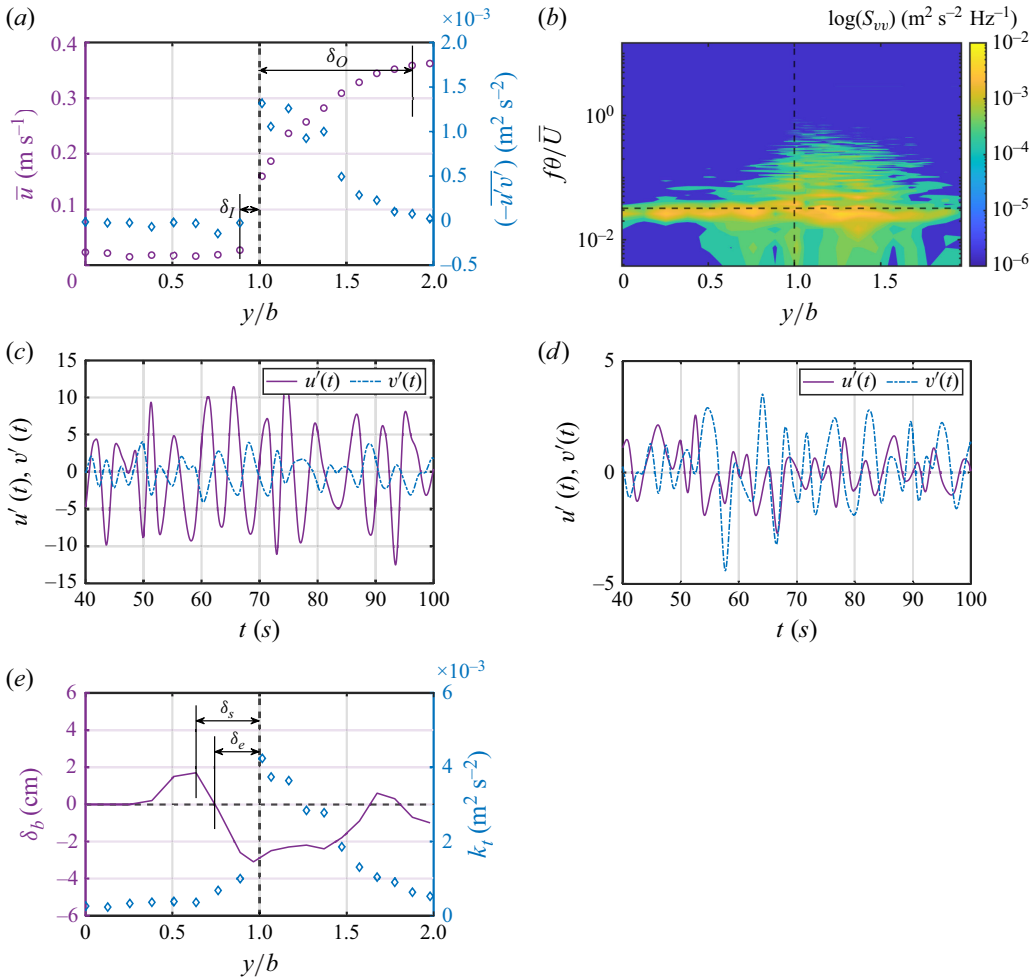 (a)
×10⁻³
0.4
0.3
0.2
0.1
0
u̅ (m s⁻¹)
δ_O
δ_I
2.0
1.5
1.0
0.5
0
−0.5
(−u′v′‾) (m² s⁻²)
0 0.5 1.0 1.5 2.0
y/b
(b)
log(S_vv) (m² s⁻² Hz⁻¹)
10⁰
10⁻²
fθ/U̅
0 0.5 1.0 1.5
y/b
10⁻²
10⁻³
10⁻⁴
10⁻⁵
10⁻⁶
(c)
15
10
5
0
−5
−10
−15
u′(t), v′(t)
u′(t) v′(t)
40 50 60 70 80 90 100
t (s)
(d)
5
0
−5
u′(t), v′(t)
u′(t) v′(t)
40 50 60 70 80 90 100
t (s)
(e)
×10⁻³
6
4
2
0
−2
−4
−6
δ_b (cm)
δ_s
δ_e
6
4
2
0
k_t (m² s⁻²)
0 0.5 1.0 1.5 2.0
y/b